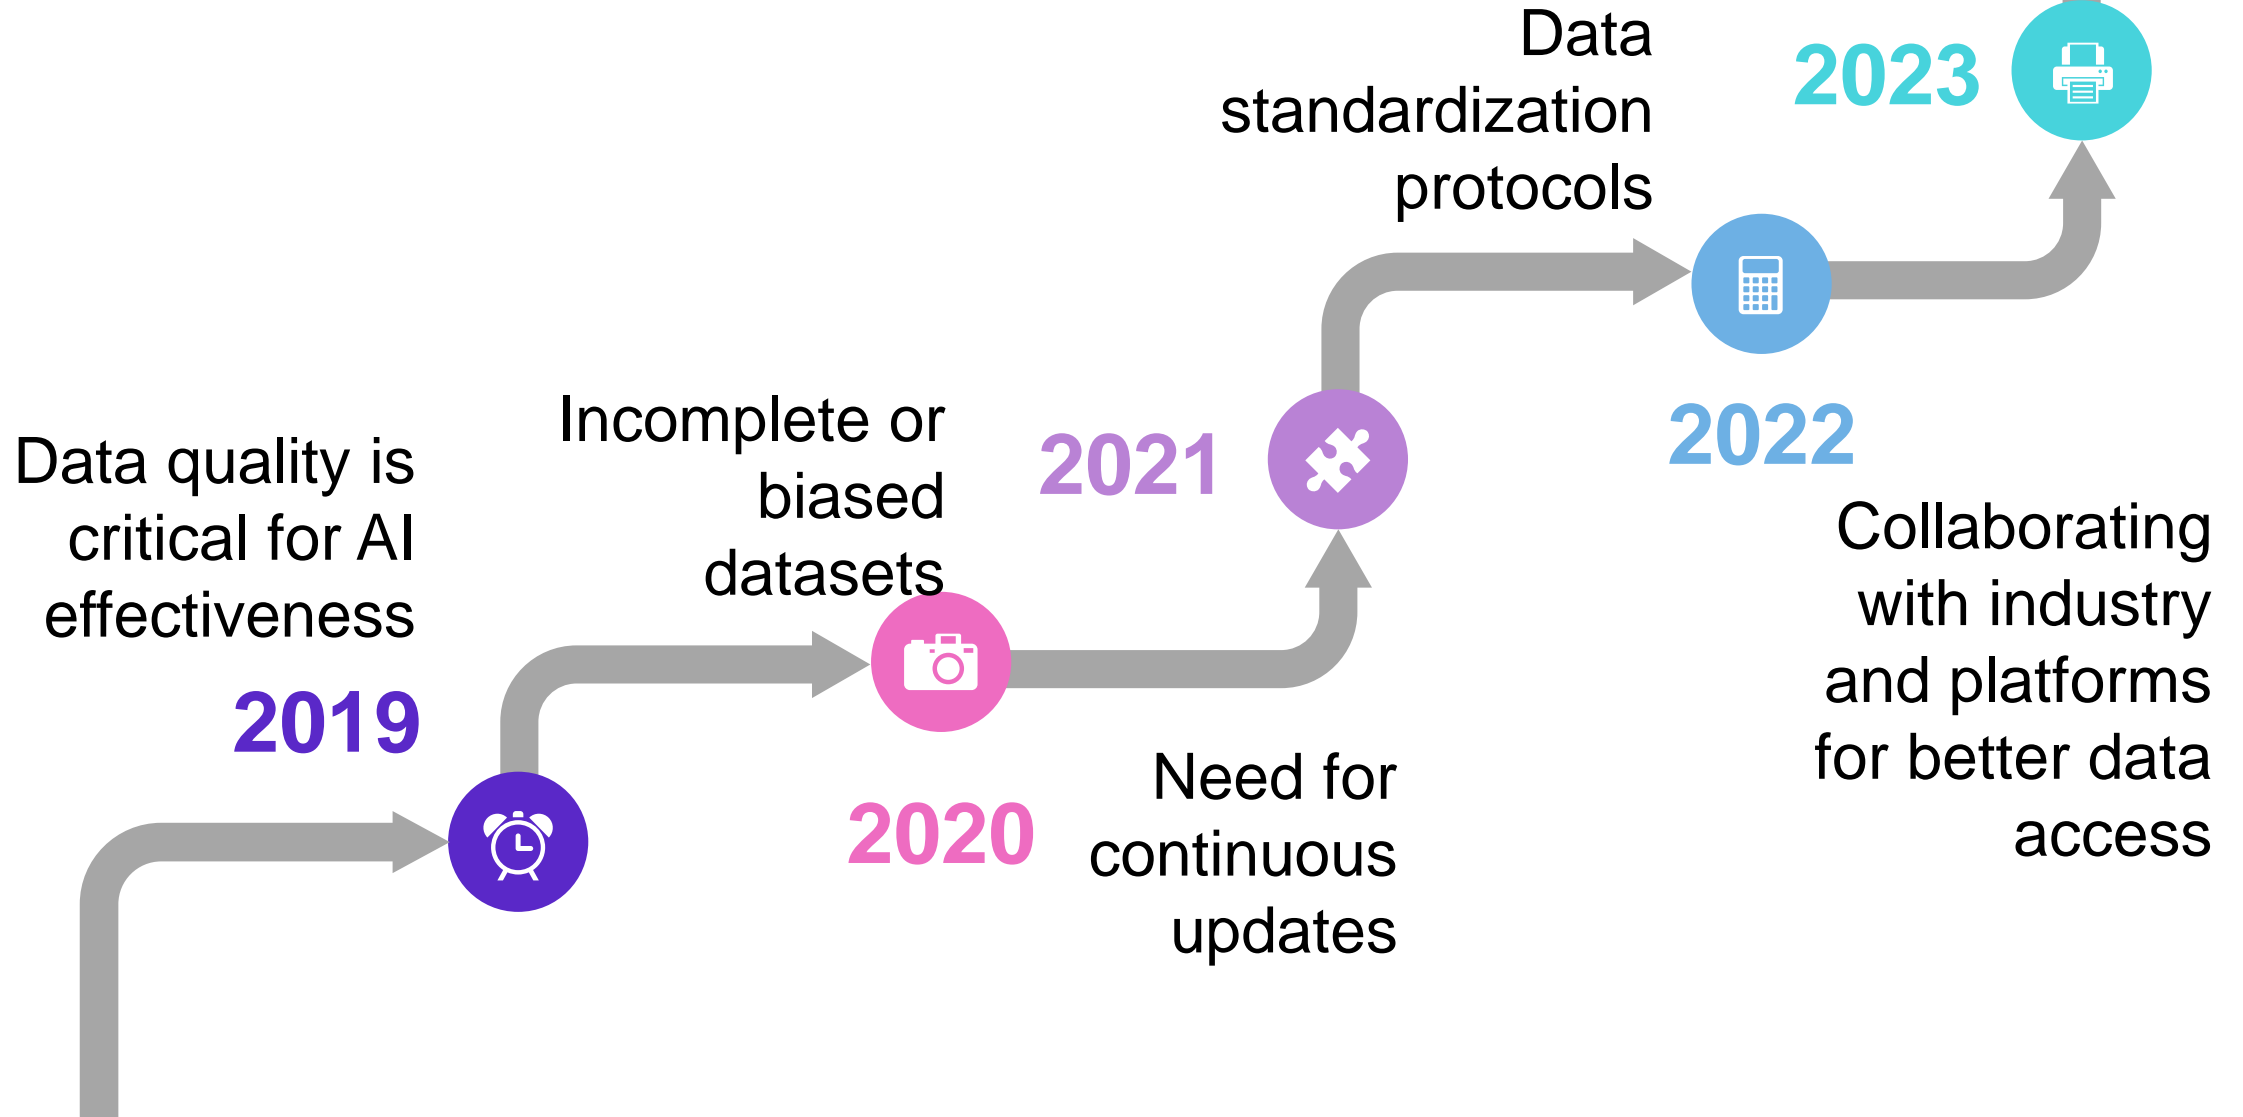 Data quality is
critical for AI
effectiveness
2019
Incomplete or
biased
datasets
2020
Need for
continuous
updates
2021
Data
standardization
protocols
2022
Collaborating
with industry
and platforms
for better data
access
2023